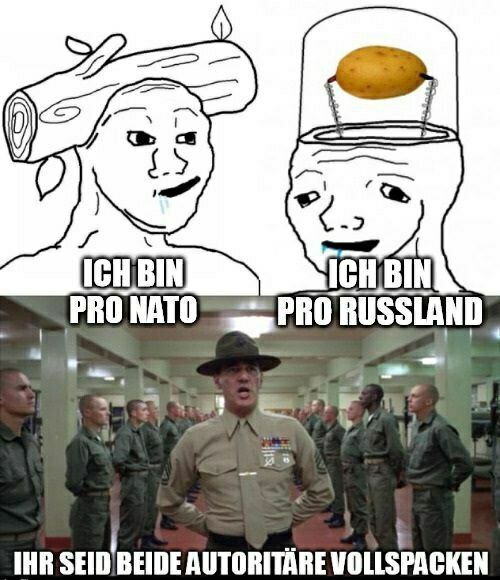 ICH BIN
PRO NATO
ICH BIN
PRO RUSSLAND
IHR SEID BEIDE AUTORITÄRE VOLLSPACKEN